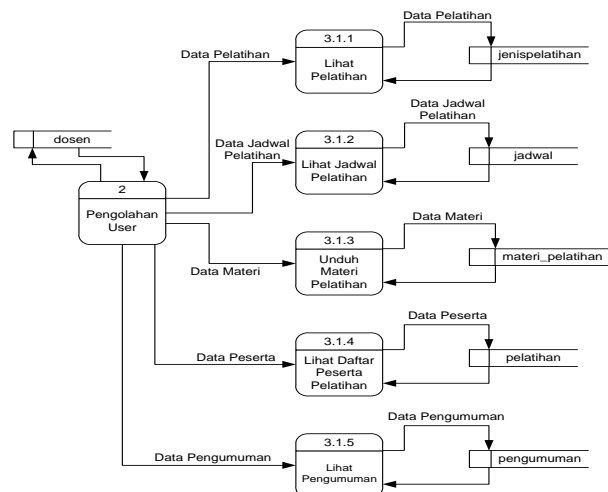 Data Pelatihan
3.1.1
Data Pelatihan
Lihat
Pelatihan
jenispelatihan
Data Jadwal
Pelatihan
dosen
3.1.2
Data Jadwal
Pelatihan
Lihat Jadwal
Pelatihan
jadwal
2
Pengolahan
User
Data Materi
3.1.3
Unduh
Materi
Pelatihan
materi_pelatihan
Data Materi
Data Peserta
3.1.4
Data Peserta
Lihat Daftar
Peserta
Pelatihan
pelatihan
Data Pengumuman
3.1.5
Data Pengumuman
Lihat
Pengumuman
pengumuman